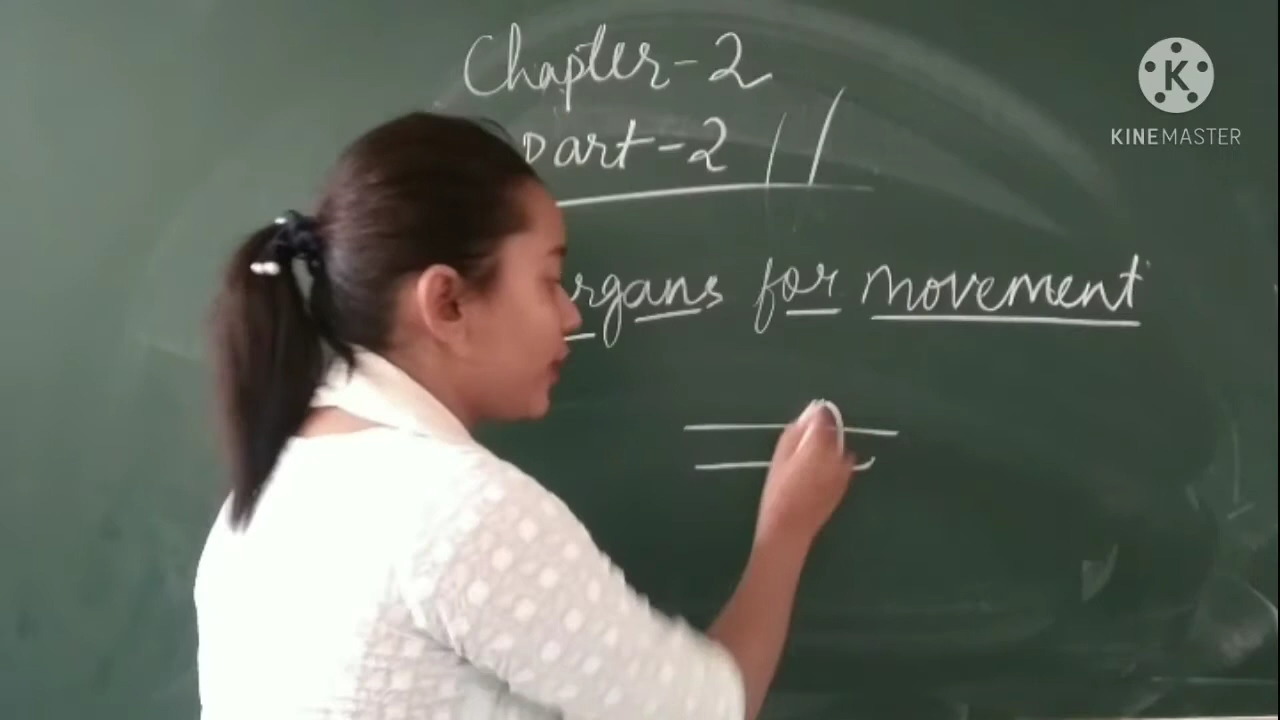 Chapter-2
Part-2 //
organs for movement
K
KINEMASTER